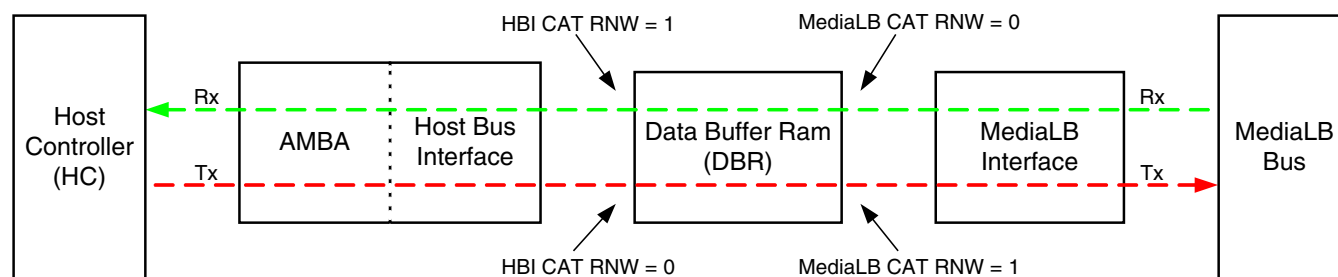 HBI CAT RNW = 1
MediaLB CAT RNW = 0
Rx
Rx
Host
Controller
(HC)
AMBA
Host Bus
Interface
Data Buffer Ram
(DBR)
MediaLB
Interface
MediaLB
Bus
Tx
Tx
HBI CAT RNW = 0
MediaLB CAT RNW = 1